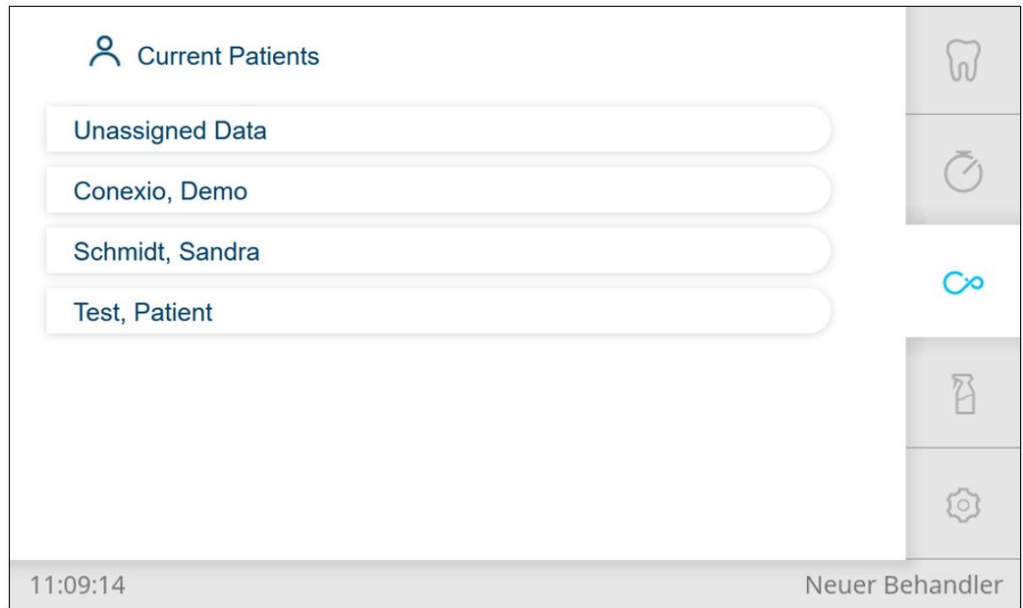 Current Patients
Unassigned Data
Conexio, Demo
Schmidt, Sandra
Test, Patient
11:09:14
Neuer Behandler